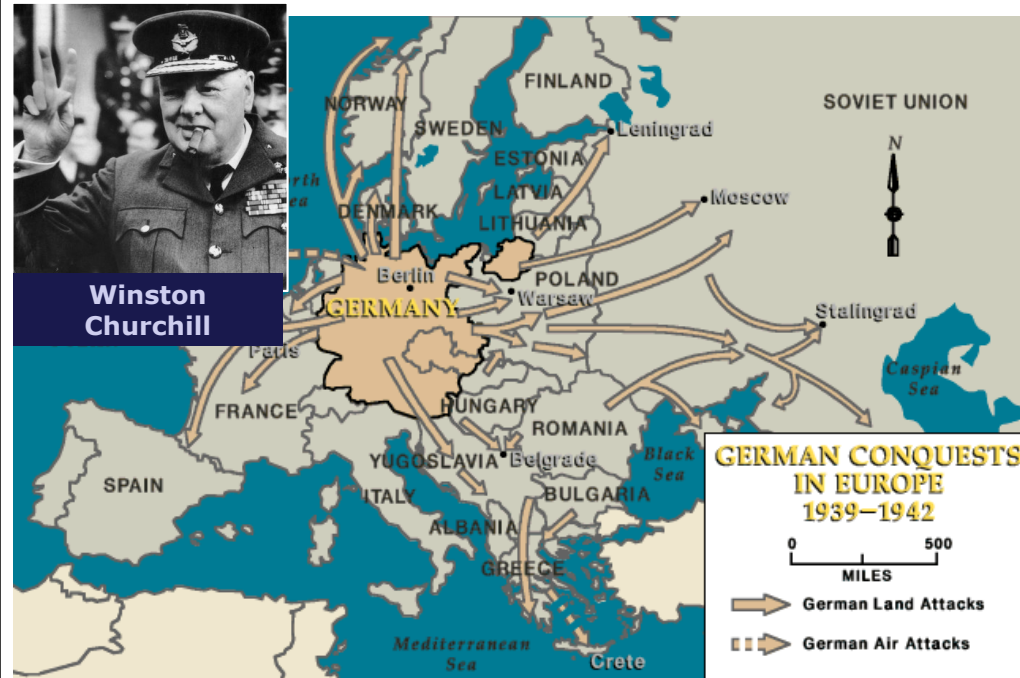 Winston
Churchill
FINLAND
SOVIET UNION
NORWAY
SWEDEN
Leningrad
ESTONIA
N
rth
ea
LATVIA
Moscow
DENMARK
LITHUANIA
Berlin
POLAND
Warsaw
GERMANY
Stalingrad
Paris
Caspian
Sea
FRANCE
HUNGARY
ROMANIA
Black
Sea
YUGOSLAVIA
Belgrade
SPAIN
ITALY
BULGARIA
ALBANIA
GREECE
Mediterranean
Sea
Crete
GERMAN CONQUESTS
IN EUROPE
1939–1942
0 500
MILES
German Land Attacks
German Air Attacks